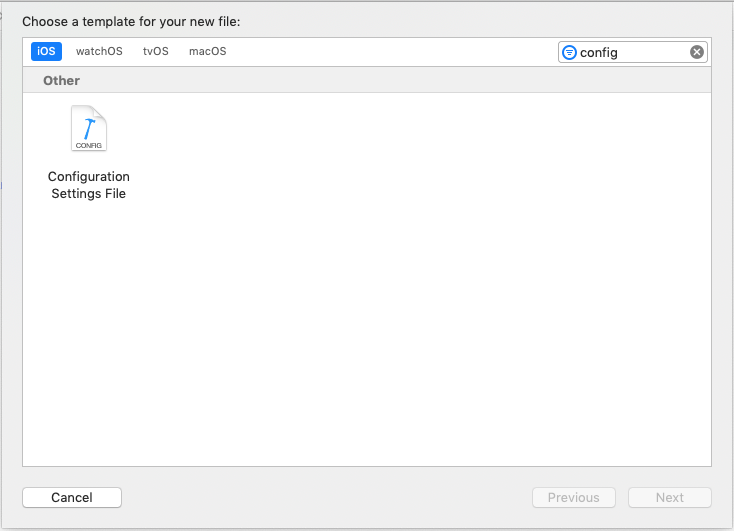 Choose a template for your new file:
iOS watchOS tvOS macOS config
Other
CONFIG
Configuration
Settings File
Cancel Previous Next